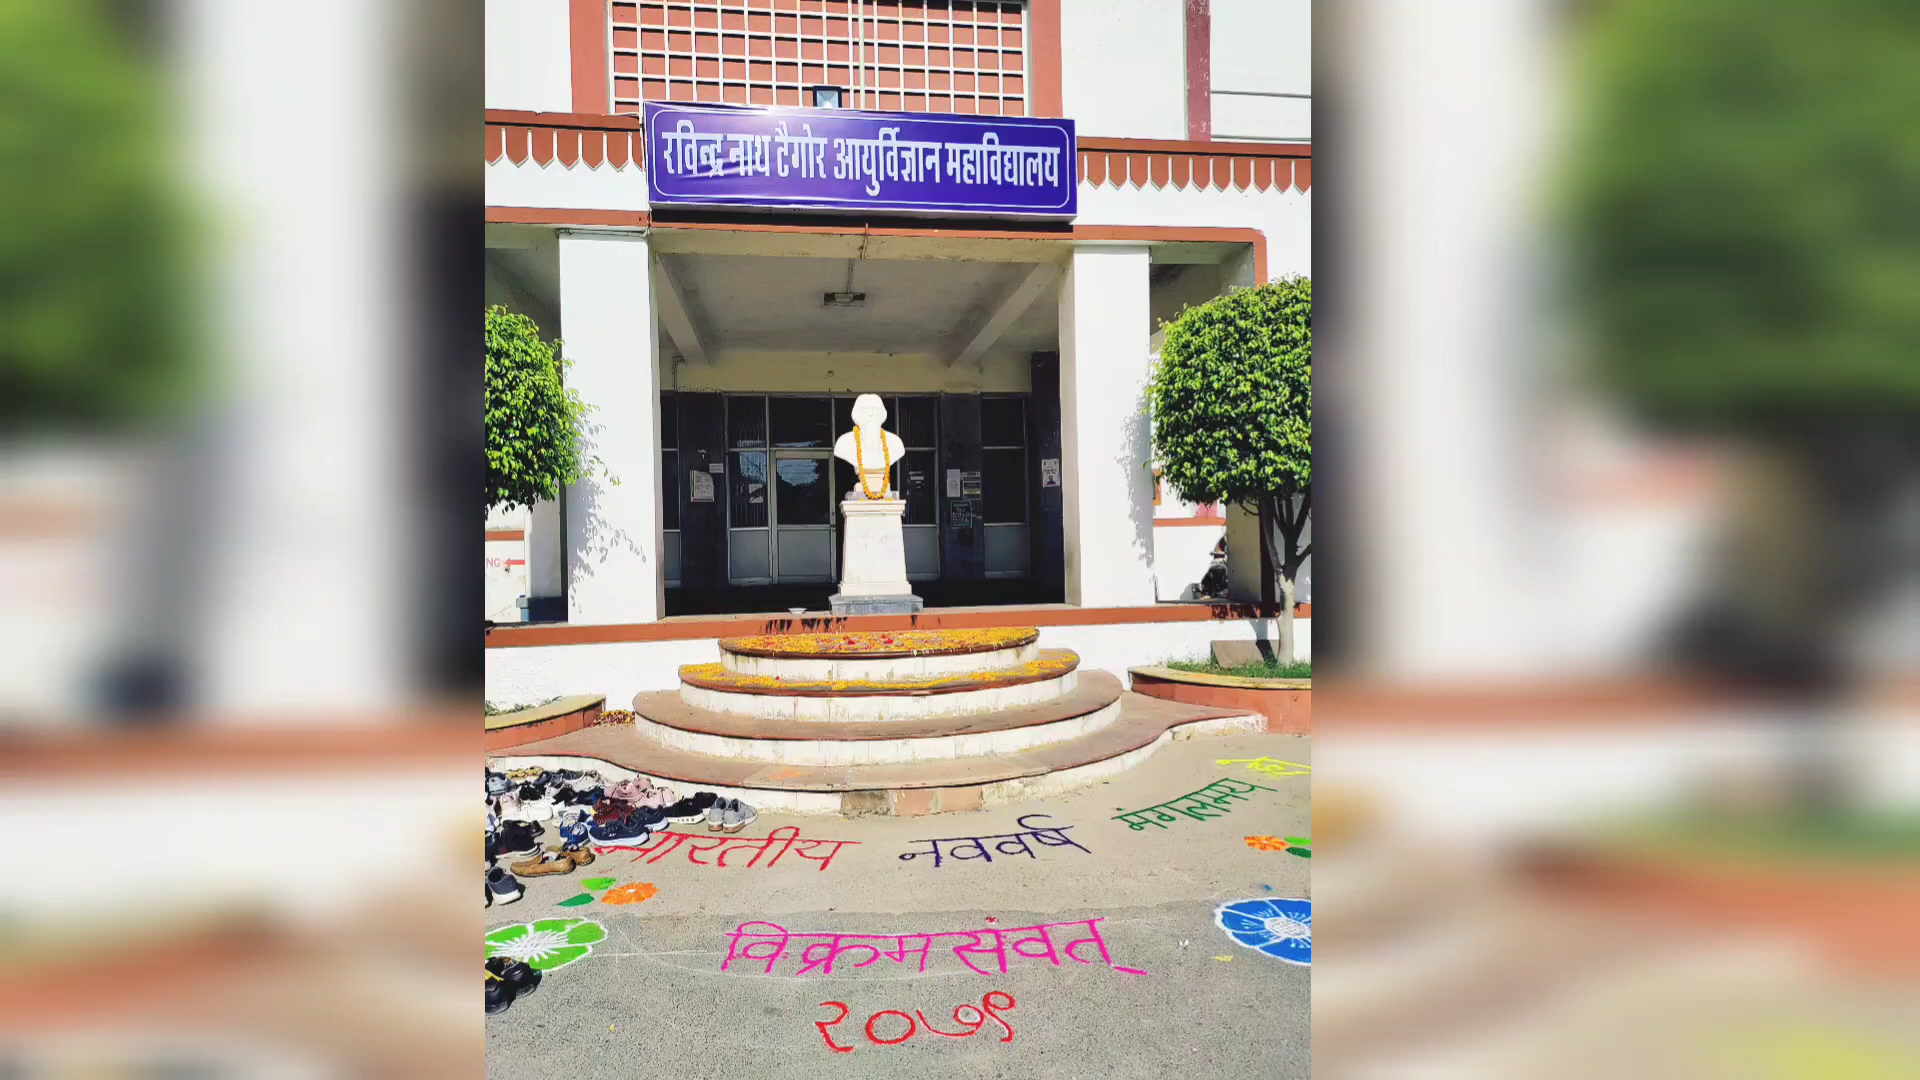 रविन्द्र नाथ टैगोर आयुर्विज्ञान महाविद्यालय
भारतीय नववर्ष मंगलमय हो
विक्रम संवत्
२०७९